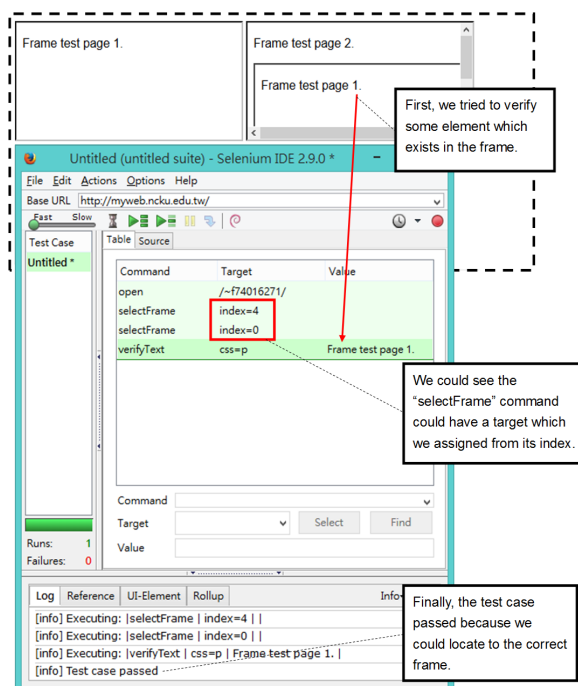 Frame test page 1.
Frame test page 2.
Frame test page 1.
First, we tried to verify
some element which
exists in the frame.
Untitled (untitled suite) - Selenium IDE 2.9.0 *
File Edit Actions Options Help
Base URL http://myweb.ncku.edu.tw/
Fast Slow
Test Case
Untitled *
Table Source
Command Target Value
open /~f74016271/
selectFrame index=4
selectFrame index=0
verifyText css=p Frame test page 1.
We could see the
“selectFrame” command
could have a target which
we assigned from its index.
Command
Target Select Find
Value
Runs: 1
Failures: 0
Log Reference UI-Element Rollup Info
[info] Executing: |selectFrame | index=4 | |
[info] Executing: |selectFrame | index=0 | |
[info] Executing: |verifyText | css=p | Frame test page 1. |
[info] Test case passed
Finally, the test case
passed because we
could locate to the correct
frame.